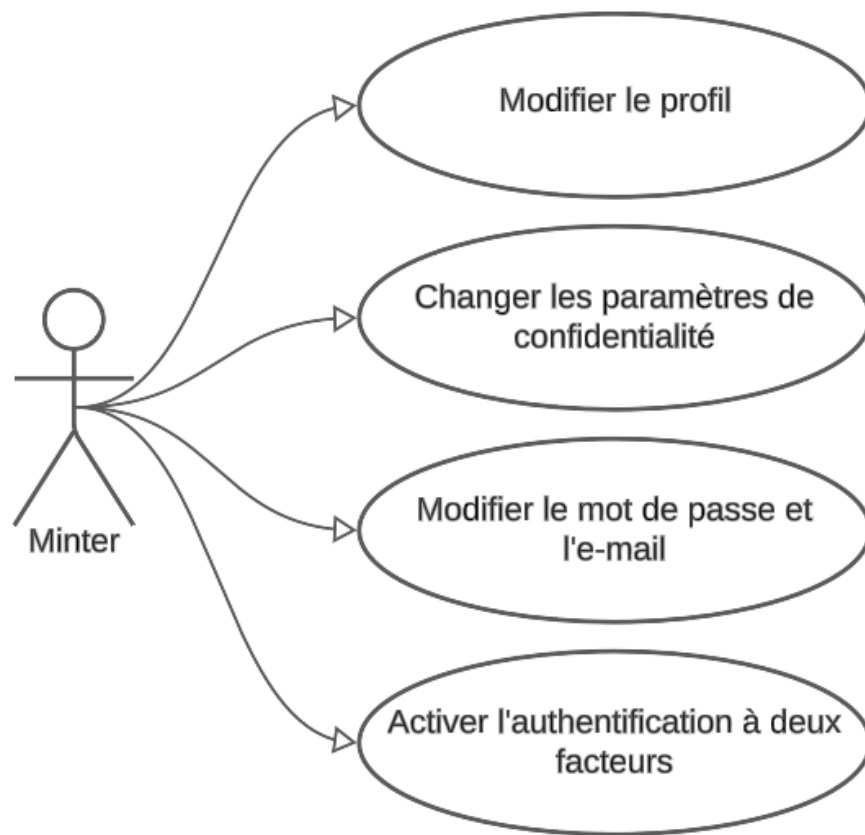 Modifier le profil
Changer les paramètres de
confidentialité
Minter
Modifier le mot de passe et
l'e-mail
Activer l'authentification à deux
facteurs